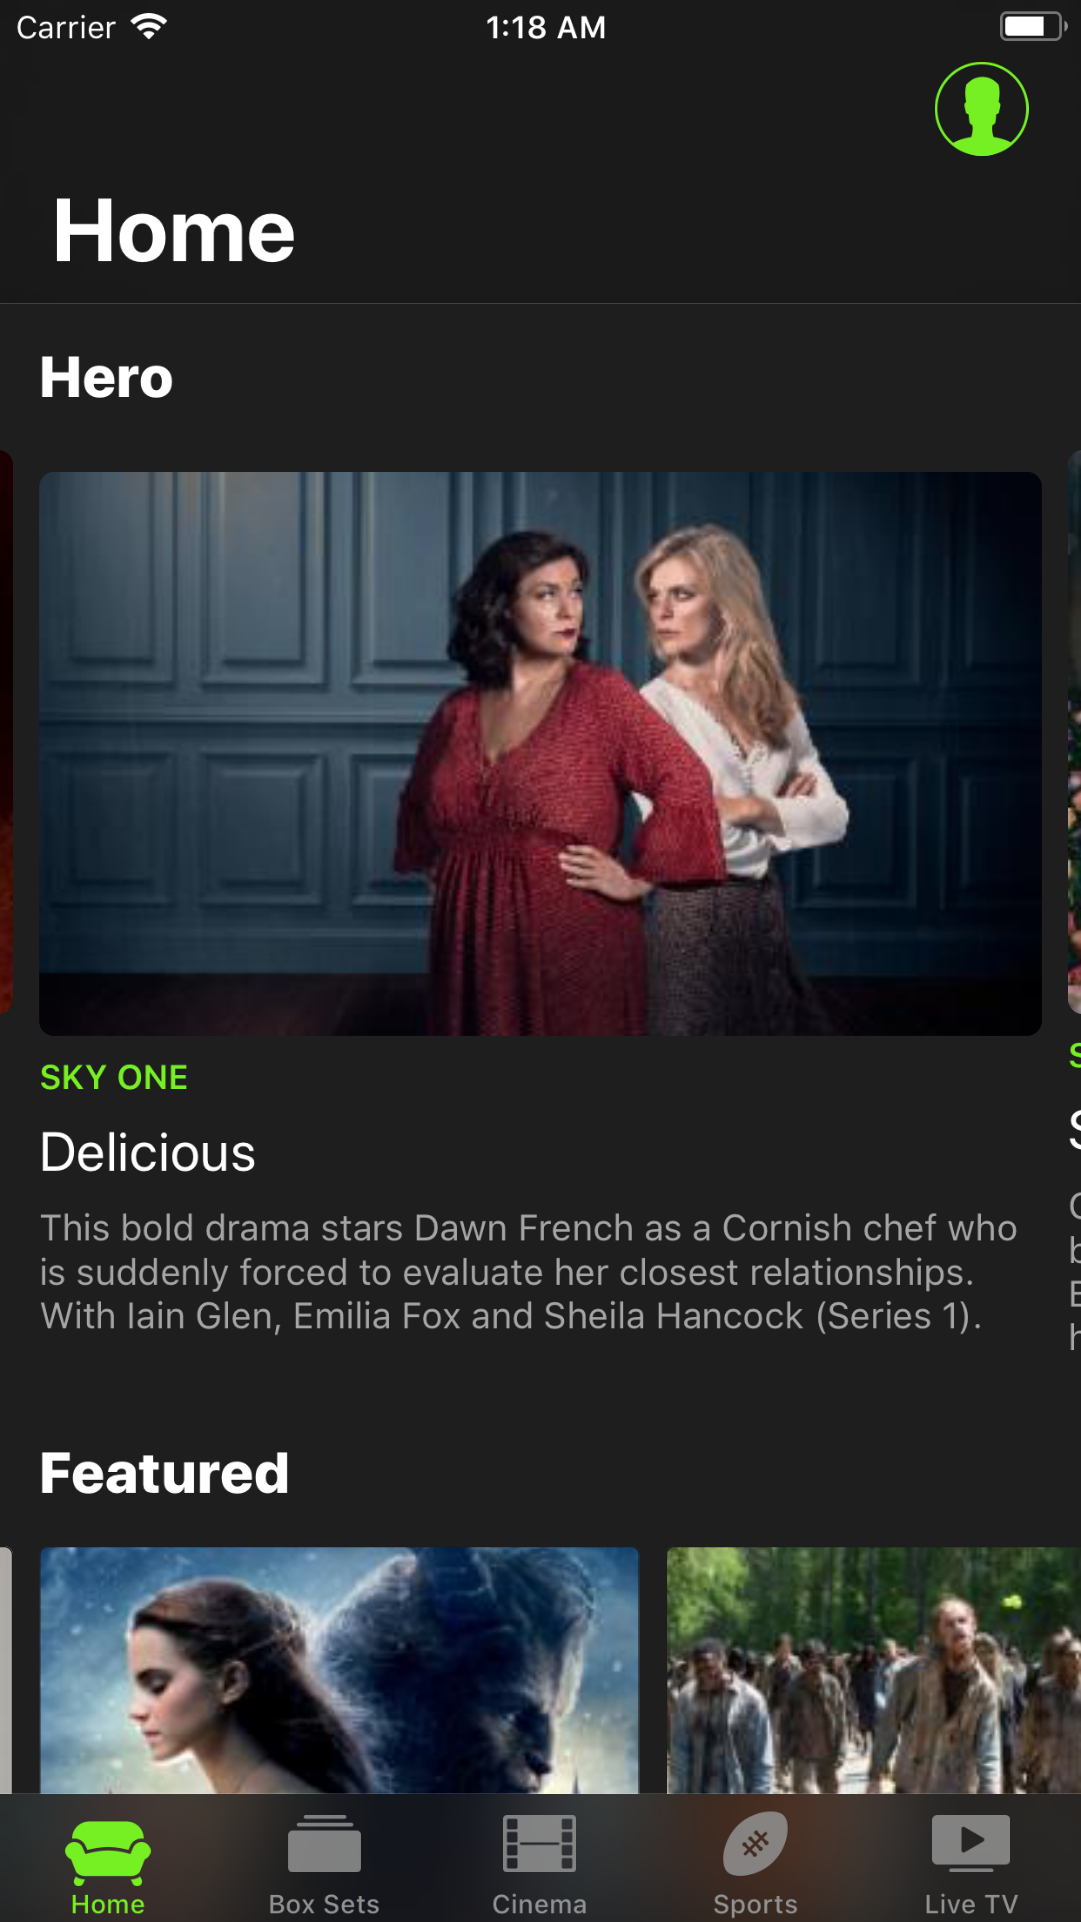 Carrier 1:18 AM
Home
Hero
SKY ONE
Delicious
This bold drama stars Dawn French as a Cornish chef who
is suddenly forced to evaluate her closest relationships.
With Iain Glen, Emilia Fox and Sheila Hancock (Series 1).
Featured
Home Box Sets Cinema Sports Live TV